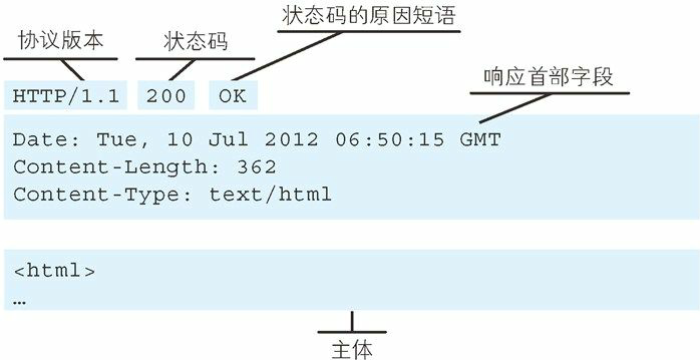 状态码的原因短语
协议版本
状态码
HTTP/1.1 200 OK
响应首部字段
Date: Tue, 10 Jul 2012 06:50:15 GMT
Content-Length: 362
Content-Type: text/html
<html>
…
主体